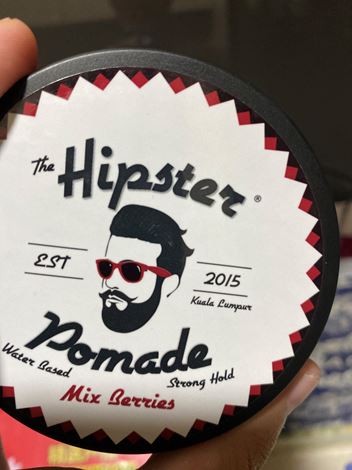 The Hipster ®
EST 2015
Kuala Lumpur
Pomade
Water Based Strong Hold
Mix Berries